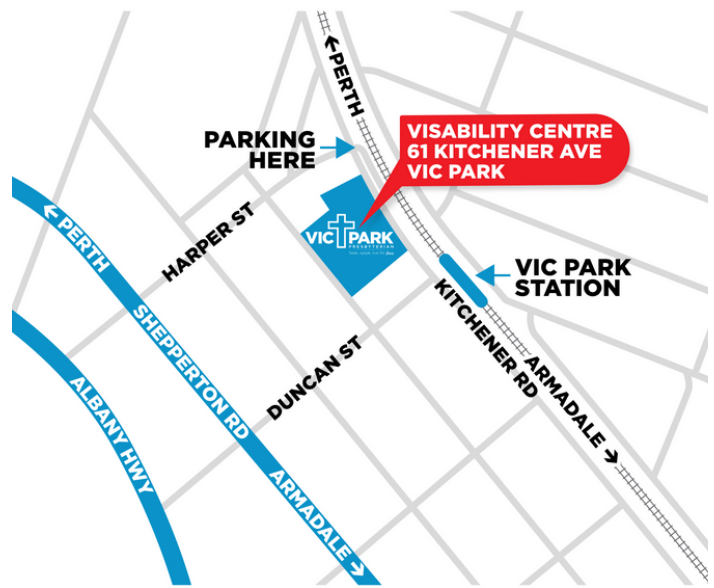 ← PERTH
PARKING
HERE →
VISABILITY CENTRE
61 KITCHENER AVE
VIC PARK
HARPER ST
VIC PARK
PRESBYTERIAN
← PERTH
SHEPPERTON RD
ARMADALE →
ALBANY HWY
DUNCAN ST
← VIC PARK
STATION
KITCHENER RD
ARMADALE →